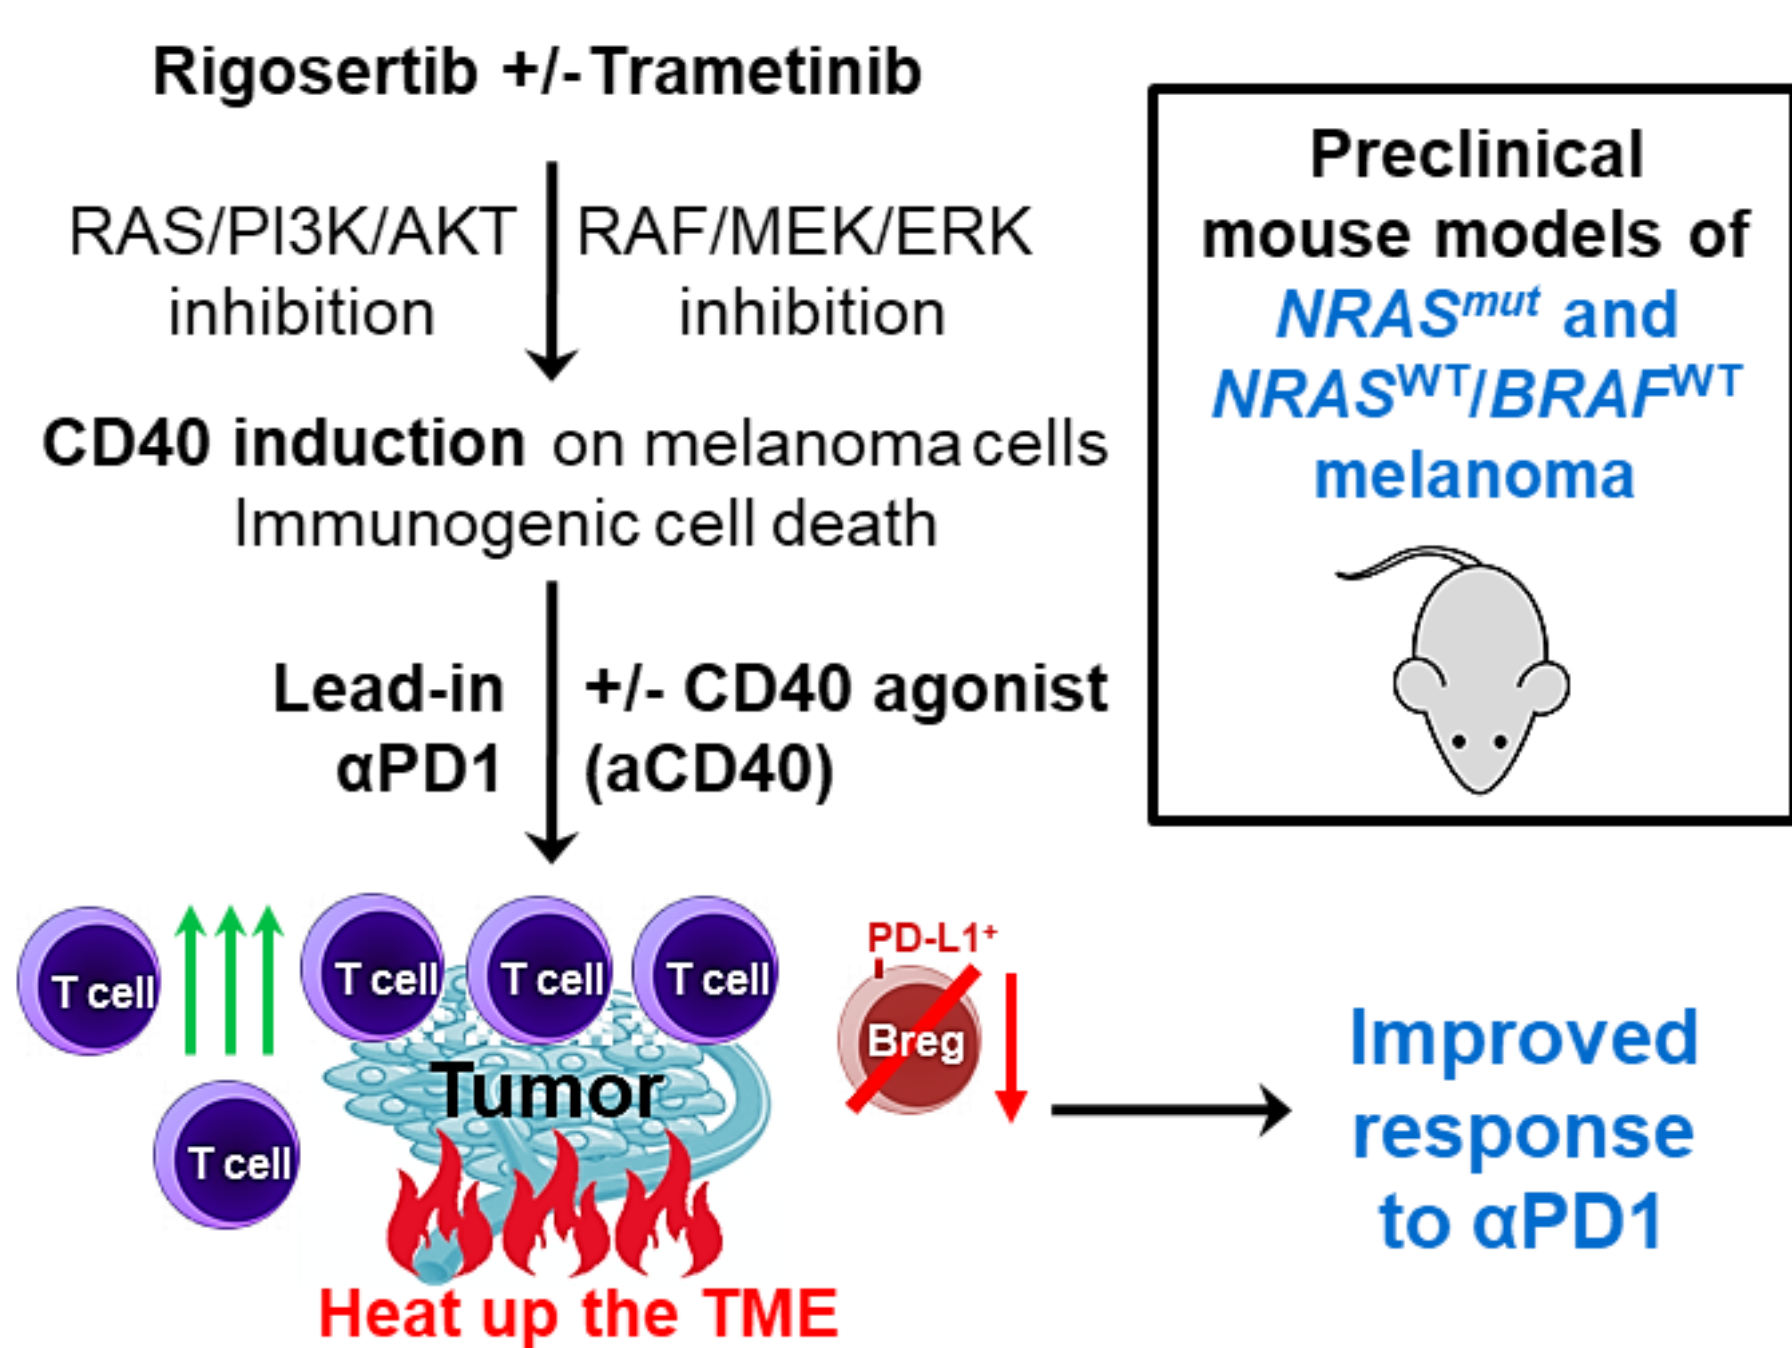 Rigosertib +/- Trametinib
RAS/PI3K/AKT
inhibition
RAF/MEK/ERK
inhibition
CD40 induction on melanoma cells
Immunogenic cell death
Lead-in
αPD1
+/- CD40 agonist
(aCD40)
Preclinical
mouse models of
NRASmut and
NRASWT/BRAFWT
melanoma
T cell
T cell
T cell
T cell
T cell
Tumor
Heat up the TME
PD-L1+
Breg
Improved
response
to αPD1